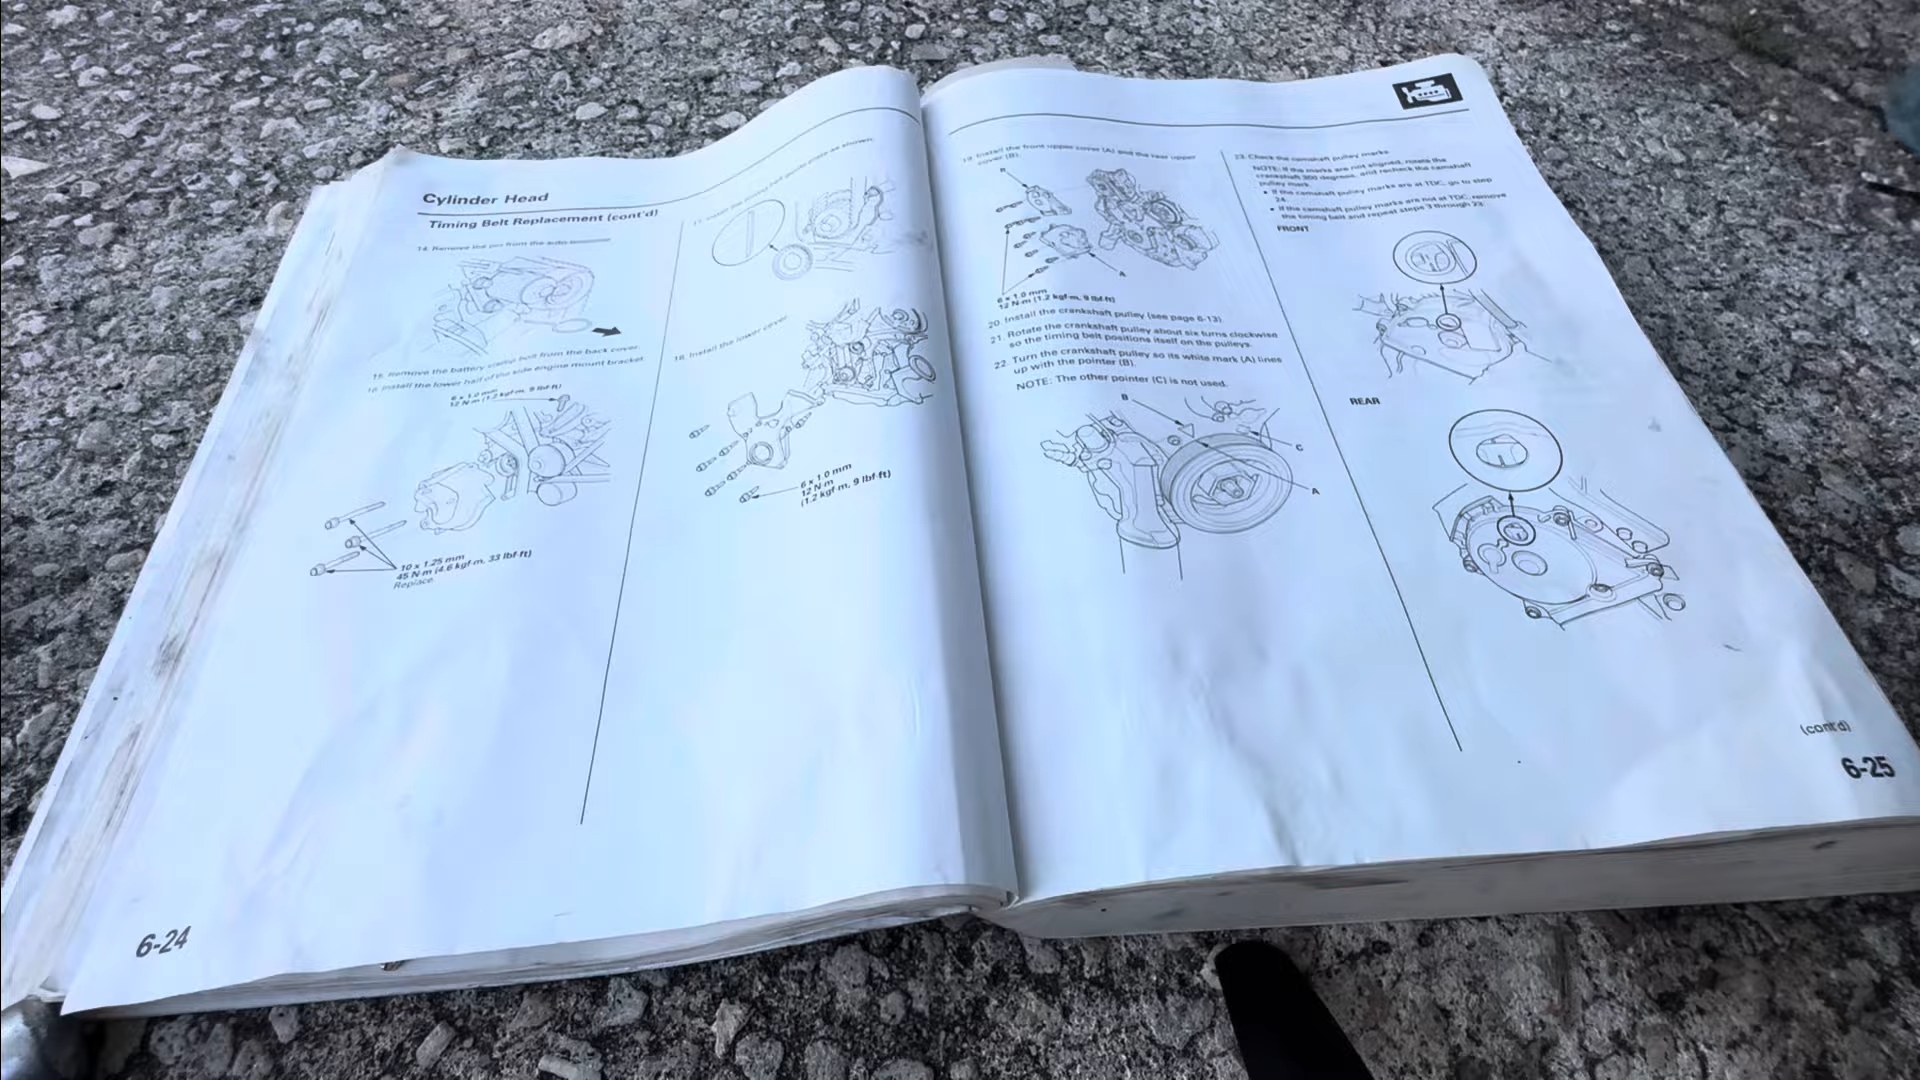 Cylinder Head
Timing Belt Replacement (cont'd)
14. Remove the pin from the auto-
15. Remove the battery clamp bolt from the back cover.
16. Install the lower half of the side engine mount bracket.
6 x 1.0 mm
12 N·m (1.2 kgf·m, 9 lbf·ft)
10 x 1.25 mm
45 N·m (4.6 kgf·m, 33 lbf·ft)
Replace.
17. Install the timing belt guide plate as shown.
18. Install the lower cover.
6 x 1.0 mm
12 N·m
(1.2 kgf·m, 9 lbf·ft)
6-24
19. Install the front upper cover (A) and the rear upper
cover (B).
B
A
6 x 1.0 mm
12 N·m (1.2 kgf·m, 9 lbf·ft)
20. Install the crankshaft pulley (see page 6-13).
21. Rotate the crankshaft pulley about six turns clockwise
so the timing belt positions itself on the pulleys.
22. Turn the crankshaft pulley so its white mark (A) lines
up with the pointer (B).
NOTE: The other pointer (C) is not used.
B
C
A
23. Check the camshaft pulley marks.
NOTE: If the marks are not aligned, rotate the
crankshaft 360 degrees, and recheck the camshaft
pulley mark.
• If the camshaft pulley marks are at TDC, go to step
24.
• If the camshaft pulley marks are not at TDC, remove
the timing belt and repeat steps 3 through 23.
FRONT
REAR
(cont'd)
6-25